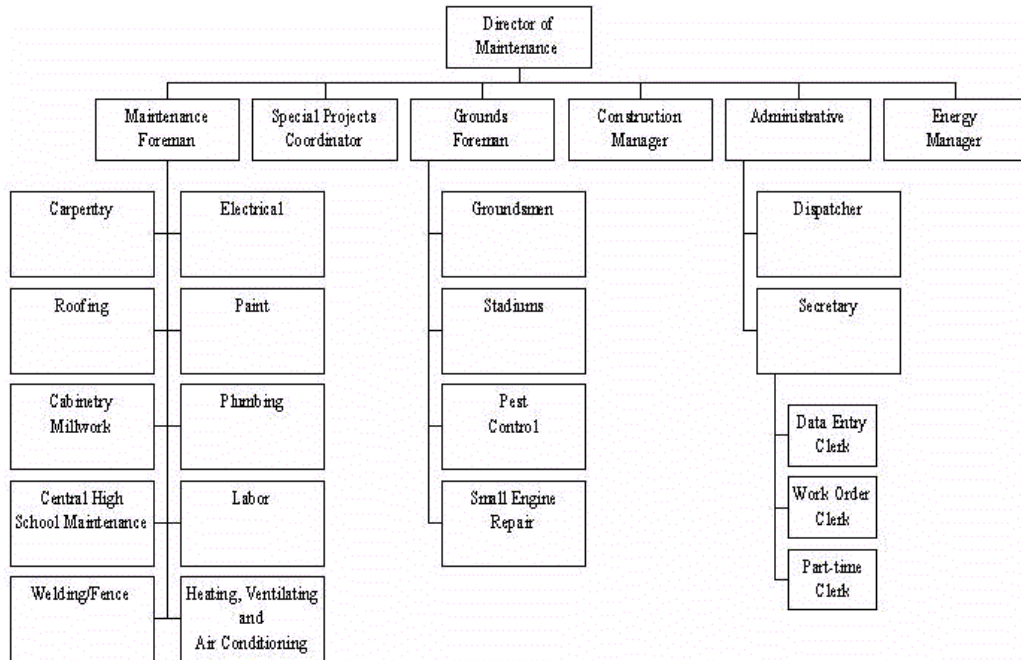 Director of
Maintenance
Maintenance
Foreman
Special Projects
Coordinator
Grounds
Foreman
Construction
Manager
Administrative
Energy
Manager
Carpentry
Electrical
Groundsmen
Dispatcher
Roofing
Paint
Stadiums
Secretary
Cabinetry
Millwork
Plumbing
Pest
Control
Data Entry
Clerk
Central High
School Maintenance
Labor
Small Engine
Repair
Work Order
Clerk
Part-time
Clerk
Welding/Fence
Heating, Ventilating
and
Air Conditioning